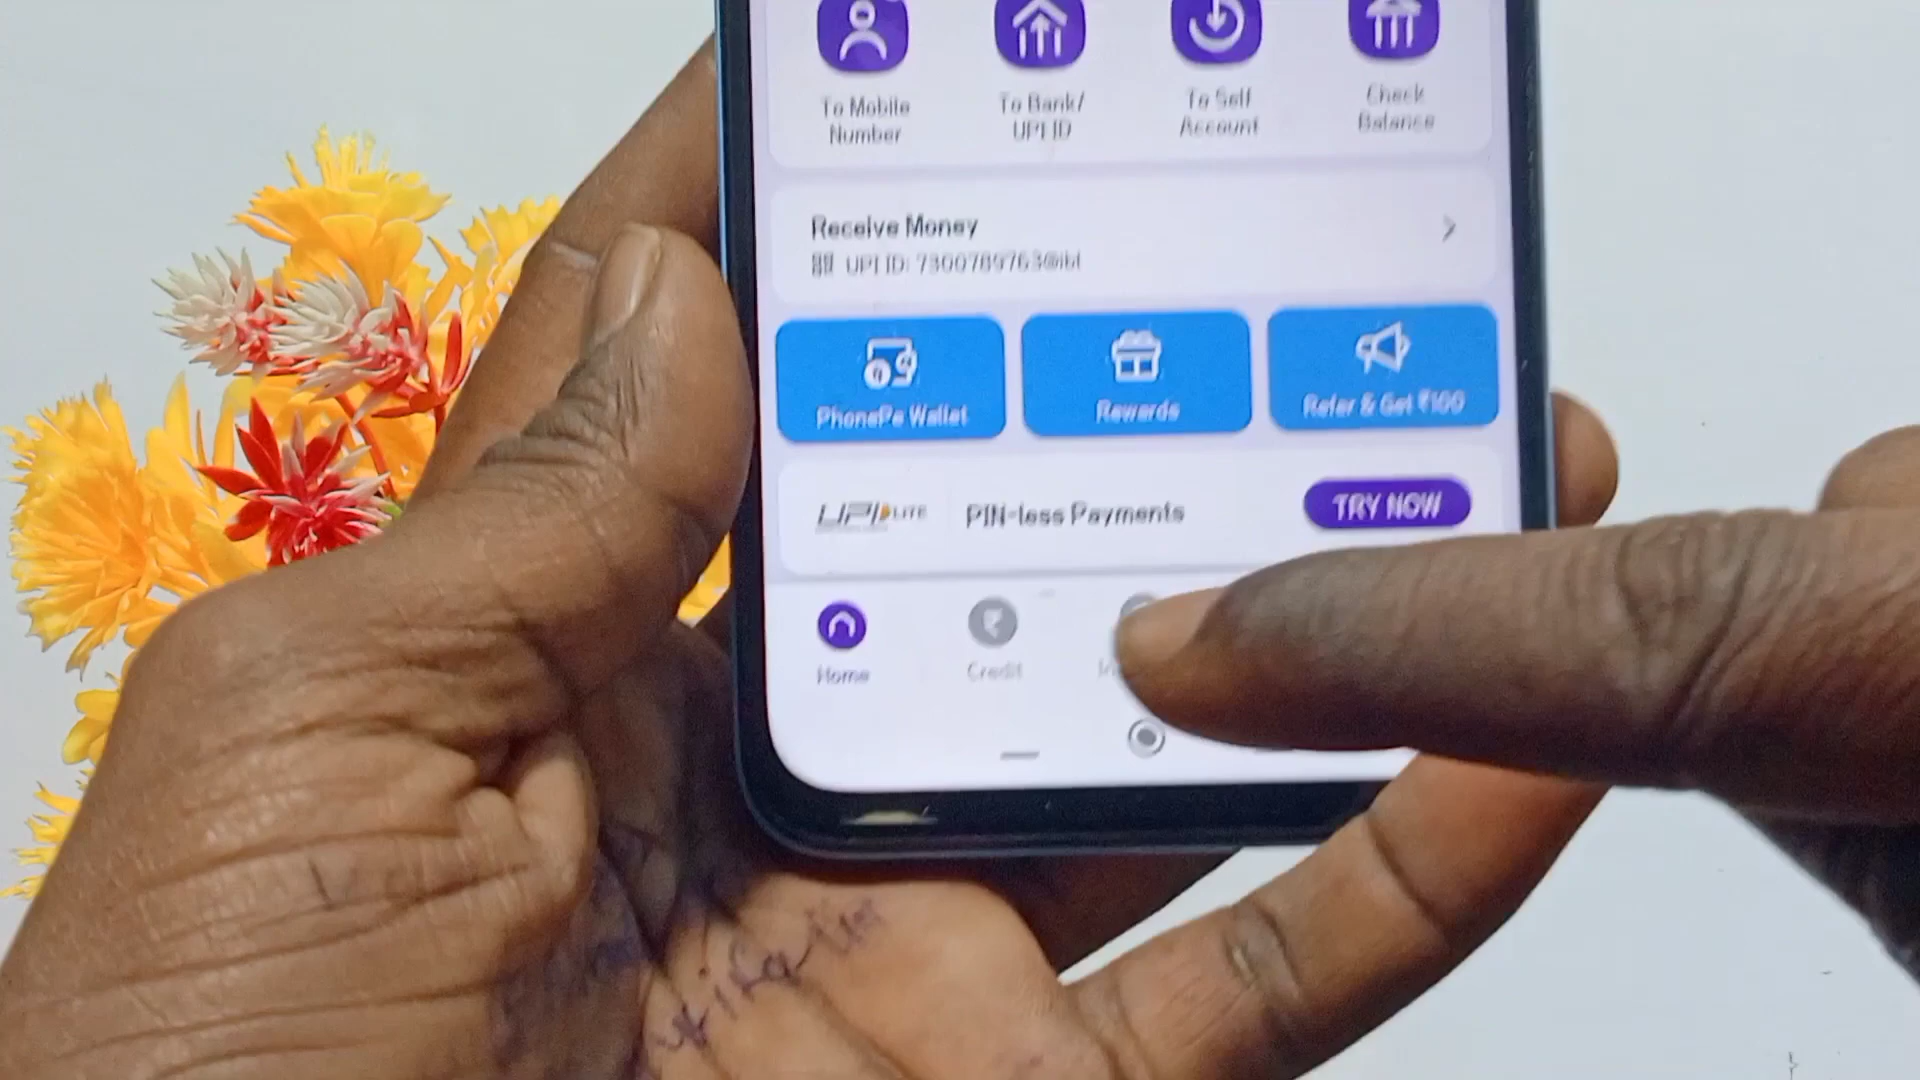 To Mobile
Number
To Bank/
UPI ID
To Self
Account
Check
Balance
Receive Money
UPI ID: 7300789763@ibl
PhonePe Wallet
Rewards
Refer & Get ₹100
UPI LITE
PIN-less Payments
TRY NOW
Home
Credit